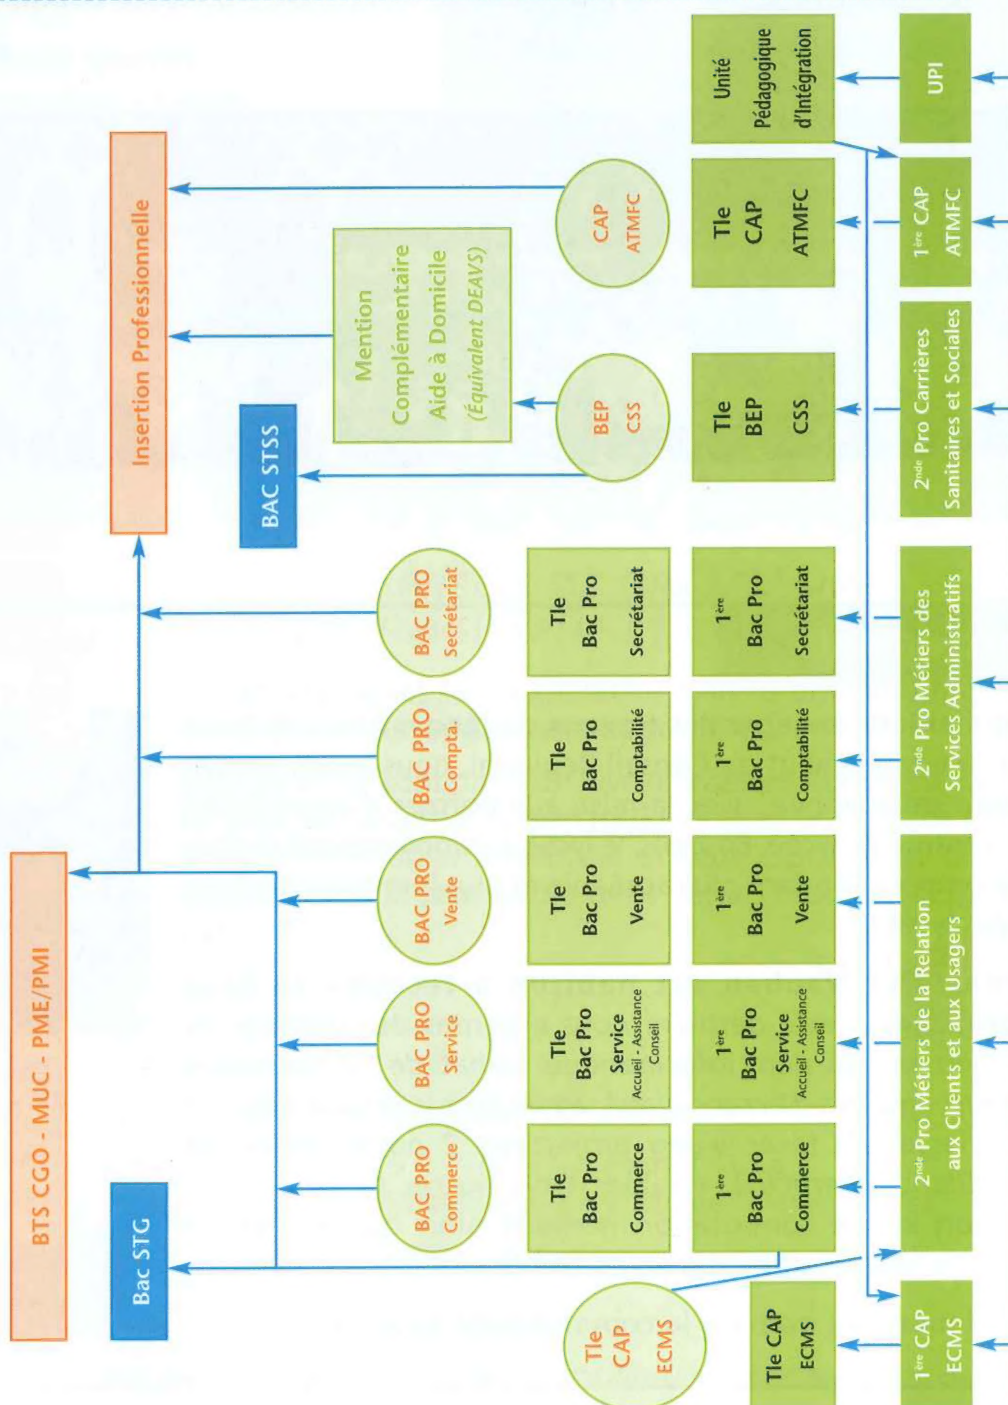 BTS CGO - MUC - PME/PMI
Bac STG
Insertion Professionnelle
BAC STSS
Mention
Complémentaire
Aide à Domicile
(Équivalent DEAVS)
BAC PRO
Commerce
BAC PRO
Service
BAC PRO
Vente
BAC PRO
Compta.
BAC PRO
Secrétariat
Tle
CAP
ECMS
BEP
CSS
CAP
ATMFC
Tle
Bac Pro
Commerce
Tle
Bac Pro
Service
Accueil - Assistance
Conseil
Tle
Bac Pro
Vente
Tle
Bac Pro
Comptabilité
Tle
Bac Pro
Secrétariat
Tle CAP
ECMS
1ère
Bac Pro
Commerce
1ère
Bac Pro
Service
Accueil - Assistance
Conseil
1ère
Bac Pro
Vente
1ère
Bac Pro
Comptabilité
1ère
Bac Pro
Secrétariat
Tle
BEP
CSS
Tle
CAP
ATMFC
Unité
Pédagogique
d'Intégration
1ère CAP
ECMS
2nde Pro Métiers de la Relation
aux Clients et aux Usagers
2nde Pro Métiers des
Services Administratifs
2nde Pro Carrières
Sanitaires et Sociales
1ère CAP
ATMFC
UPI